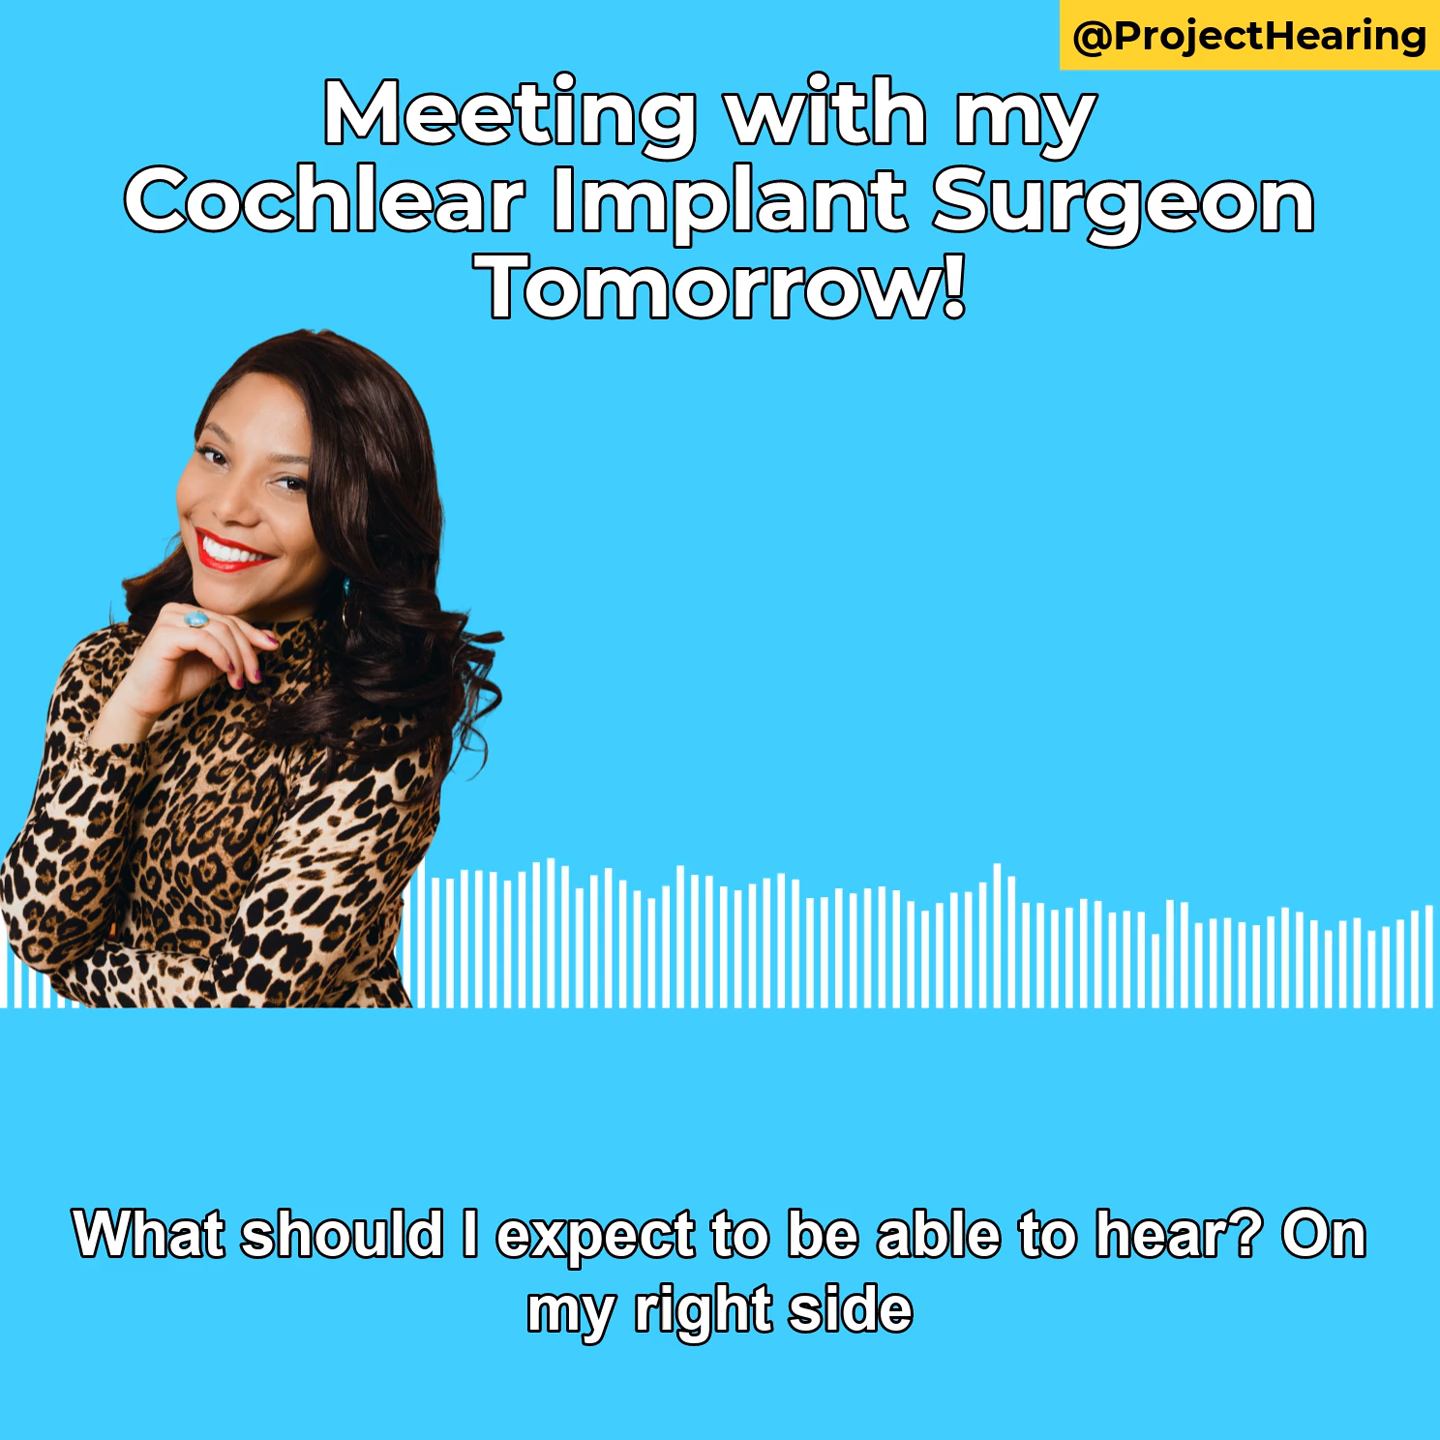 @ProjectHearing
Meeting with my
Cochlear Implant Surgeon
Tomorrow!
What should I expect to be able to hear? On
my right side